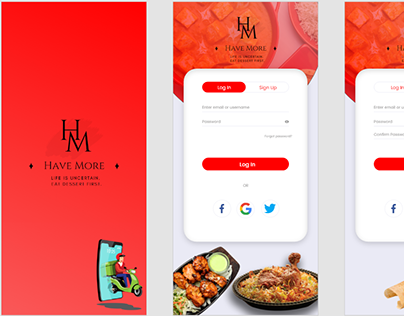 HM
HAVE MORE
LIFE IS UNCERTAIN
EAT DESSERT FIRST
HM
HAVE MORE
LIFE IS UNCERTAIN
EAT DESSERT FIRST
Log In
Sign Up
Enter email or username
Password
Forgot password?
Log In
OR
f
G
Log In
Enter email or
Password
Confirm Passwo